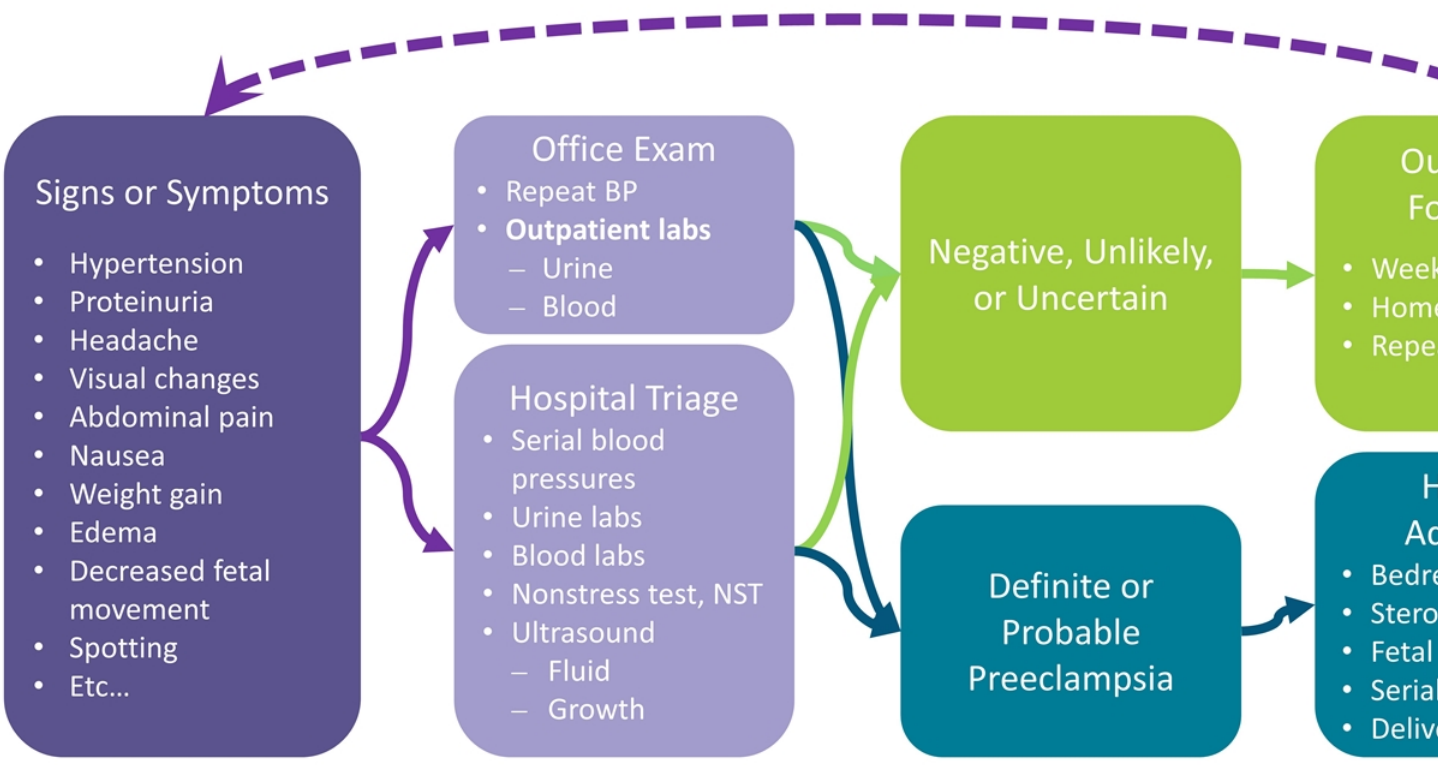 Signs or Symptoms
• Hypertension
• Proteinuria
• Headache
• Visual changes
• Abdominal pain
• Nausea
• Weight gain
• Edema
• Decreased fetal
movement
• Spotting
• Etc...
Office Exam
• Repeat BP
• Outpatient labs
– Urine
– Blood
Hospital Triage
• Serial blood
pressures
• Urine labs
• Blood labs
• Nonstress test, NST
• Ultrasound
– Fluid
– Growth
Negative, Unlikely,
or Uncertain
Definite or
Probable
Preeclampsia
• Fetal